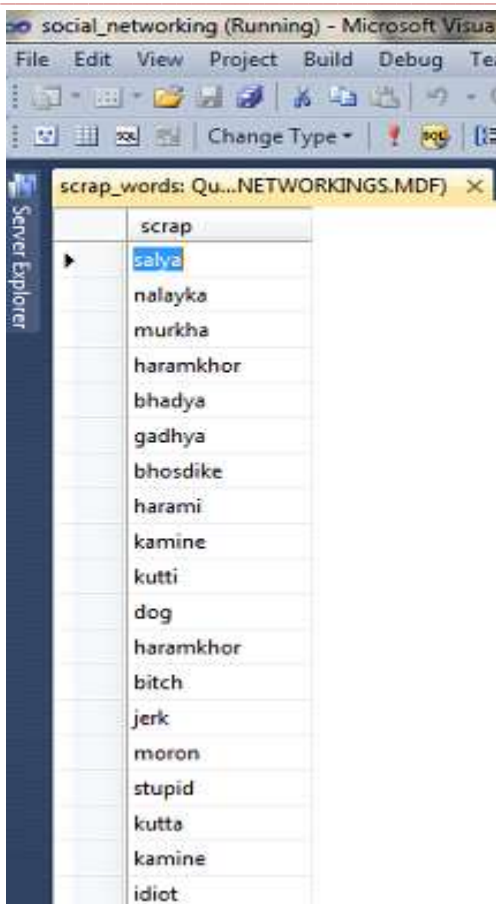 social_networking (Running) - Microsoft Visua
File Edit View Project Build Debug Te
Change Type
Server Explorer
scrap_words: Qu...NETWORKINGS.MDF)
scrap
salya
nalayka
murkha
haramkhor
bhadya
gadhya
bhosdike
harami
kamine
kutti
dog
haramkhor
bitch
jerk
moron
stupid
kutta
kamine
idiot